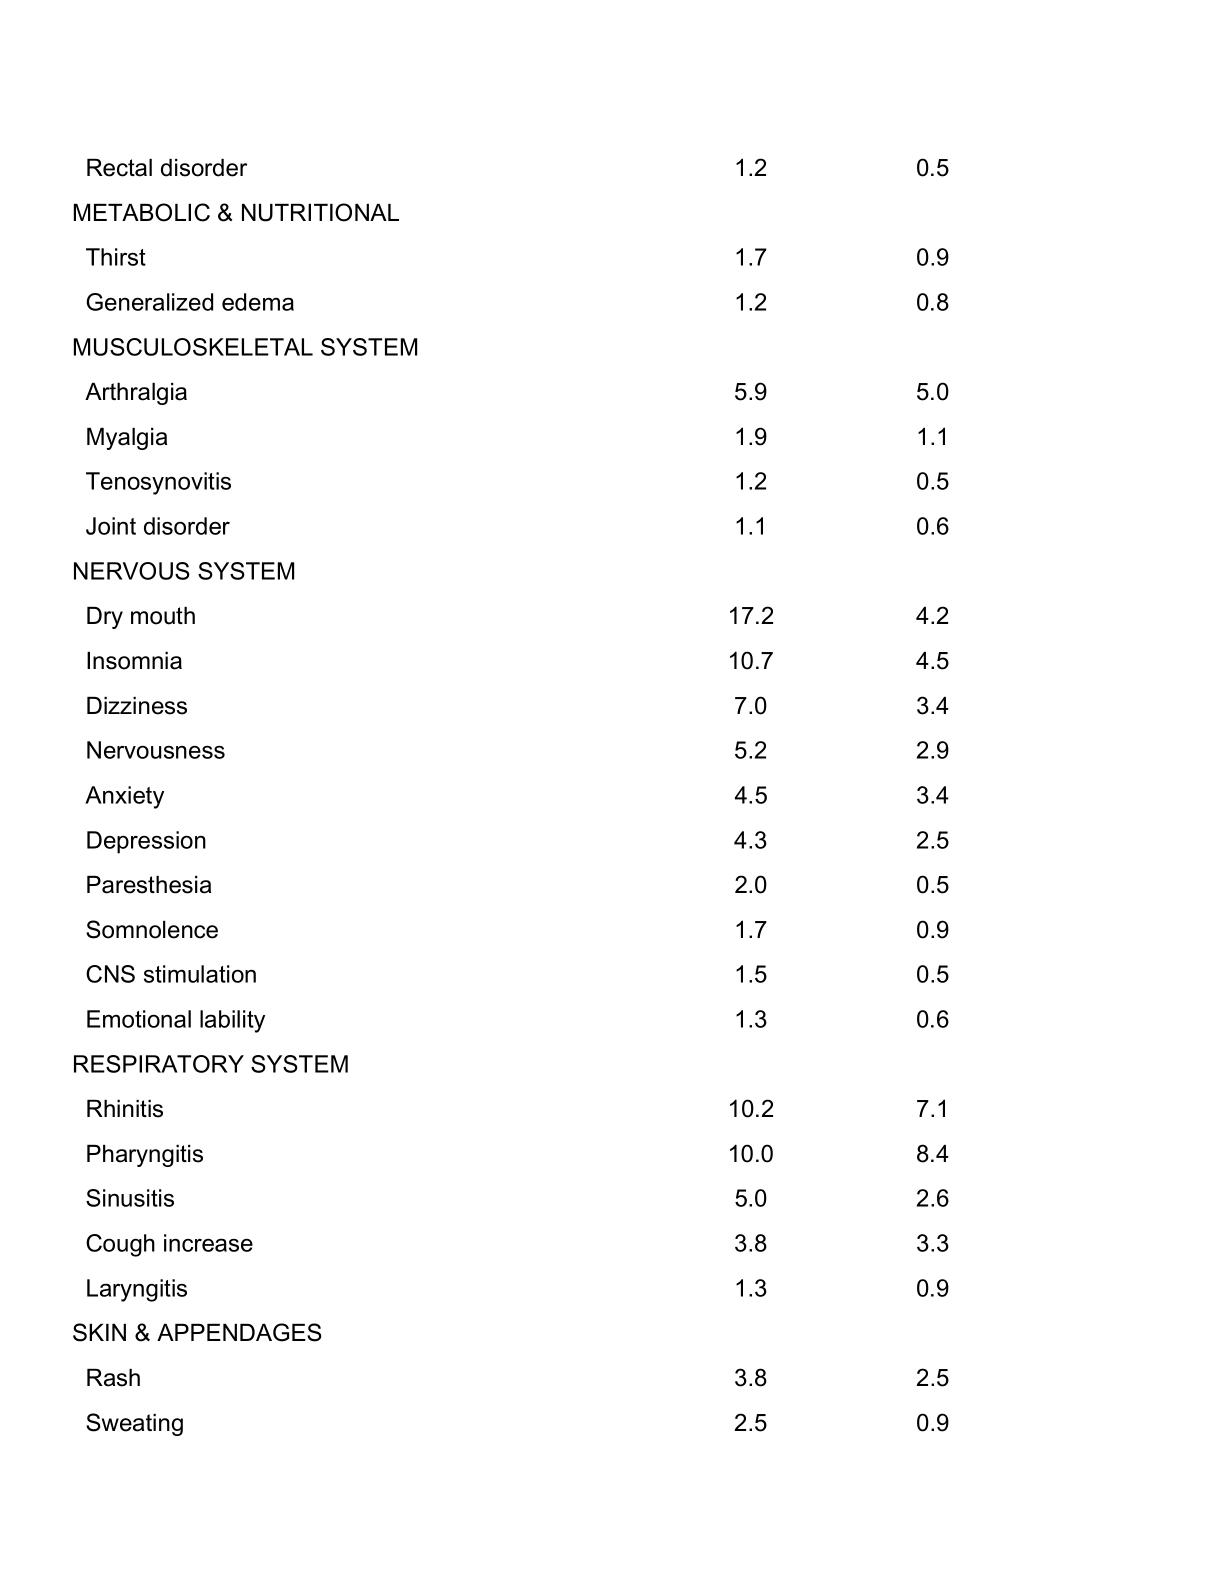 Rectal disorder 1.2 0.5
METABOLIC & NUTRITIONAL
Thirst 1.7 0.9
Generalized edema 1.2 0.8
MUSCULOSKELETAL SYSTEM
Arthralgia 5.9 5.0
Myalgia 1.9 1.1
Tenosynovitis 1.2 0.5
Joint disorder 1.1 0.6
NERVOUS SYSTEM
Dry mouth 17.2 4.2
Insomnia 10.7 4.5
Dizziness 7.0 3.4
Nervousness 5.2 2.9
Anxiety 4.5 3.4
Depression 4.3 2.5
Paresthesia 2.0 0.5
Somnolence 1.7 0.9
CNS stimulation 1.5 0.5
Emotional lability 1.3 0.6
RESPIRATORY SYSTEM
Rhinitis 10.2 7.1
Pharyngitis 10.0 8.4
Sinusitis 5.0 2.6
Cough increase 3.8 3.3
Laryngitis 1.3 0.9
SKIN & APPENDAGES
Rash 3.8 2.5
Sweating 2.5 0.9